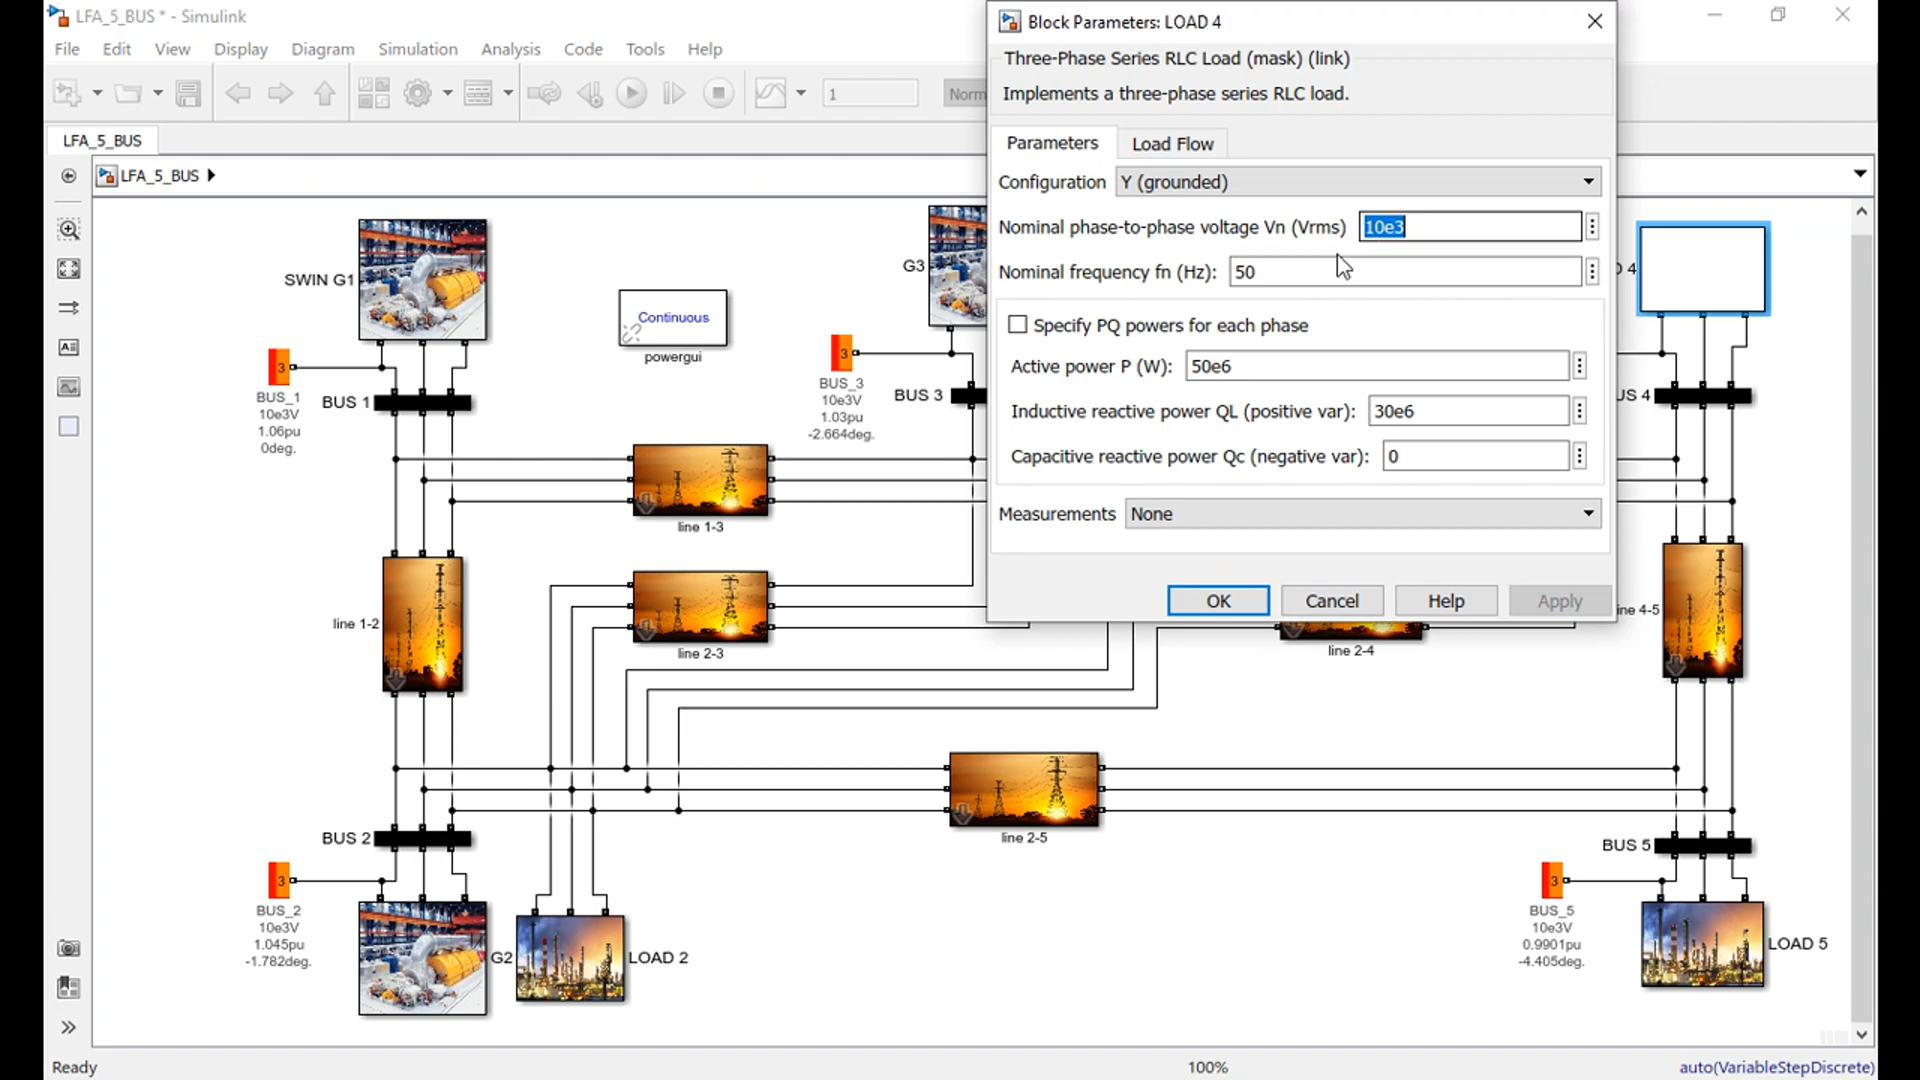 LFA_5_BUS * - Simulink
File Edit View Display Diagram Simulation Analysis Code Tools Help
1
Norm
LFA_5_BUS
LFA_5_BUS
Block Parameters: LOAD 4
Three-Phase Series RLC Load (mask) (link)
Implements a three-phase series RLC load.
Parameters Load Flow
Configuration Y (grounded)
Nominal phase-to-phase voltage Vn (Vrms) 10e3
Nominal frequency fn (Hz): 50
Specify PQ powers for each phase
Active power P (W): 50e6
Inductive reactive power QL (positive var): 30e6
Capacitive reactive power Qc (negative var): 0
Measurements None
OK Cancel Help Apply
SWIN G1
3
BUS_1
10e3V
1.06pu
0deg.
BUS 1
Continuous
powergui
G3
3
BUS_3
10e3V
1.03pu
-2.664deg.
BUS 3
D 4
US 4
line 1-3
line 1-2
line 2-3
line 2-4
ine 4-5
line 2-5
BUS 2
3
BUS_2
10e3V
1.045pu
-1.782deg.
G2
LOAD 2
BUS 5
3
BUS_5
10e3V
0.9901pu
-4.405deg.
LOAD 5
Ready 100% auto(VariableStepDiscrete)